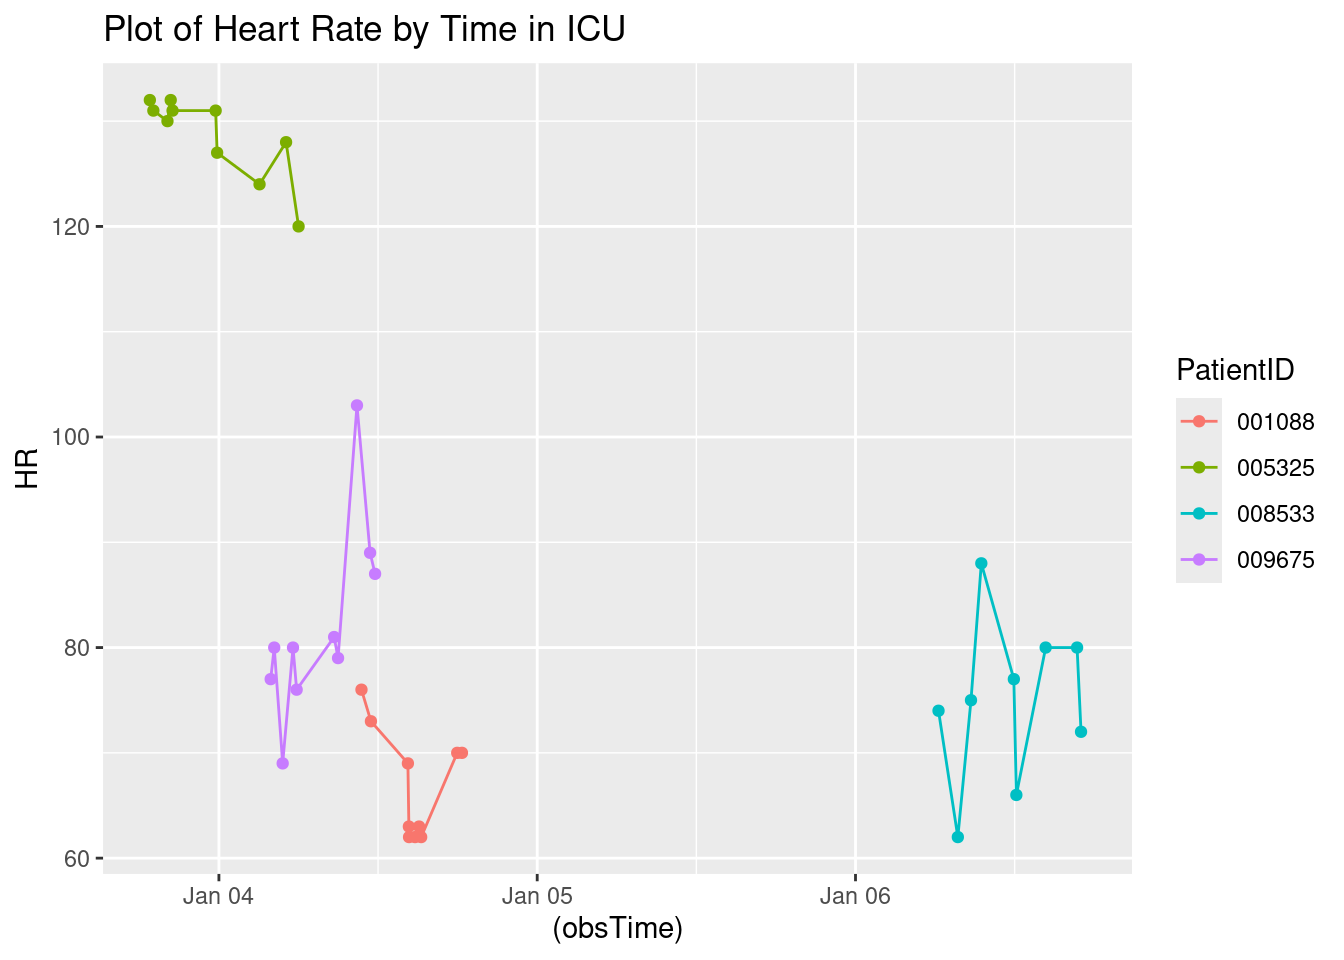 Plot of Heart Rate by Time in ICU
120
100
80
60
HR
Jan 04
Jan 05
Jan 06
(obsTime)
PatientID
001088
005325
008533
009675